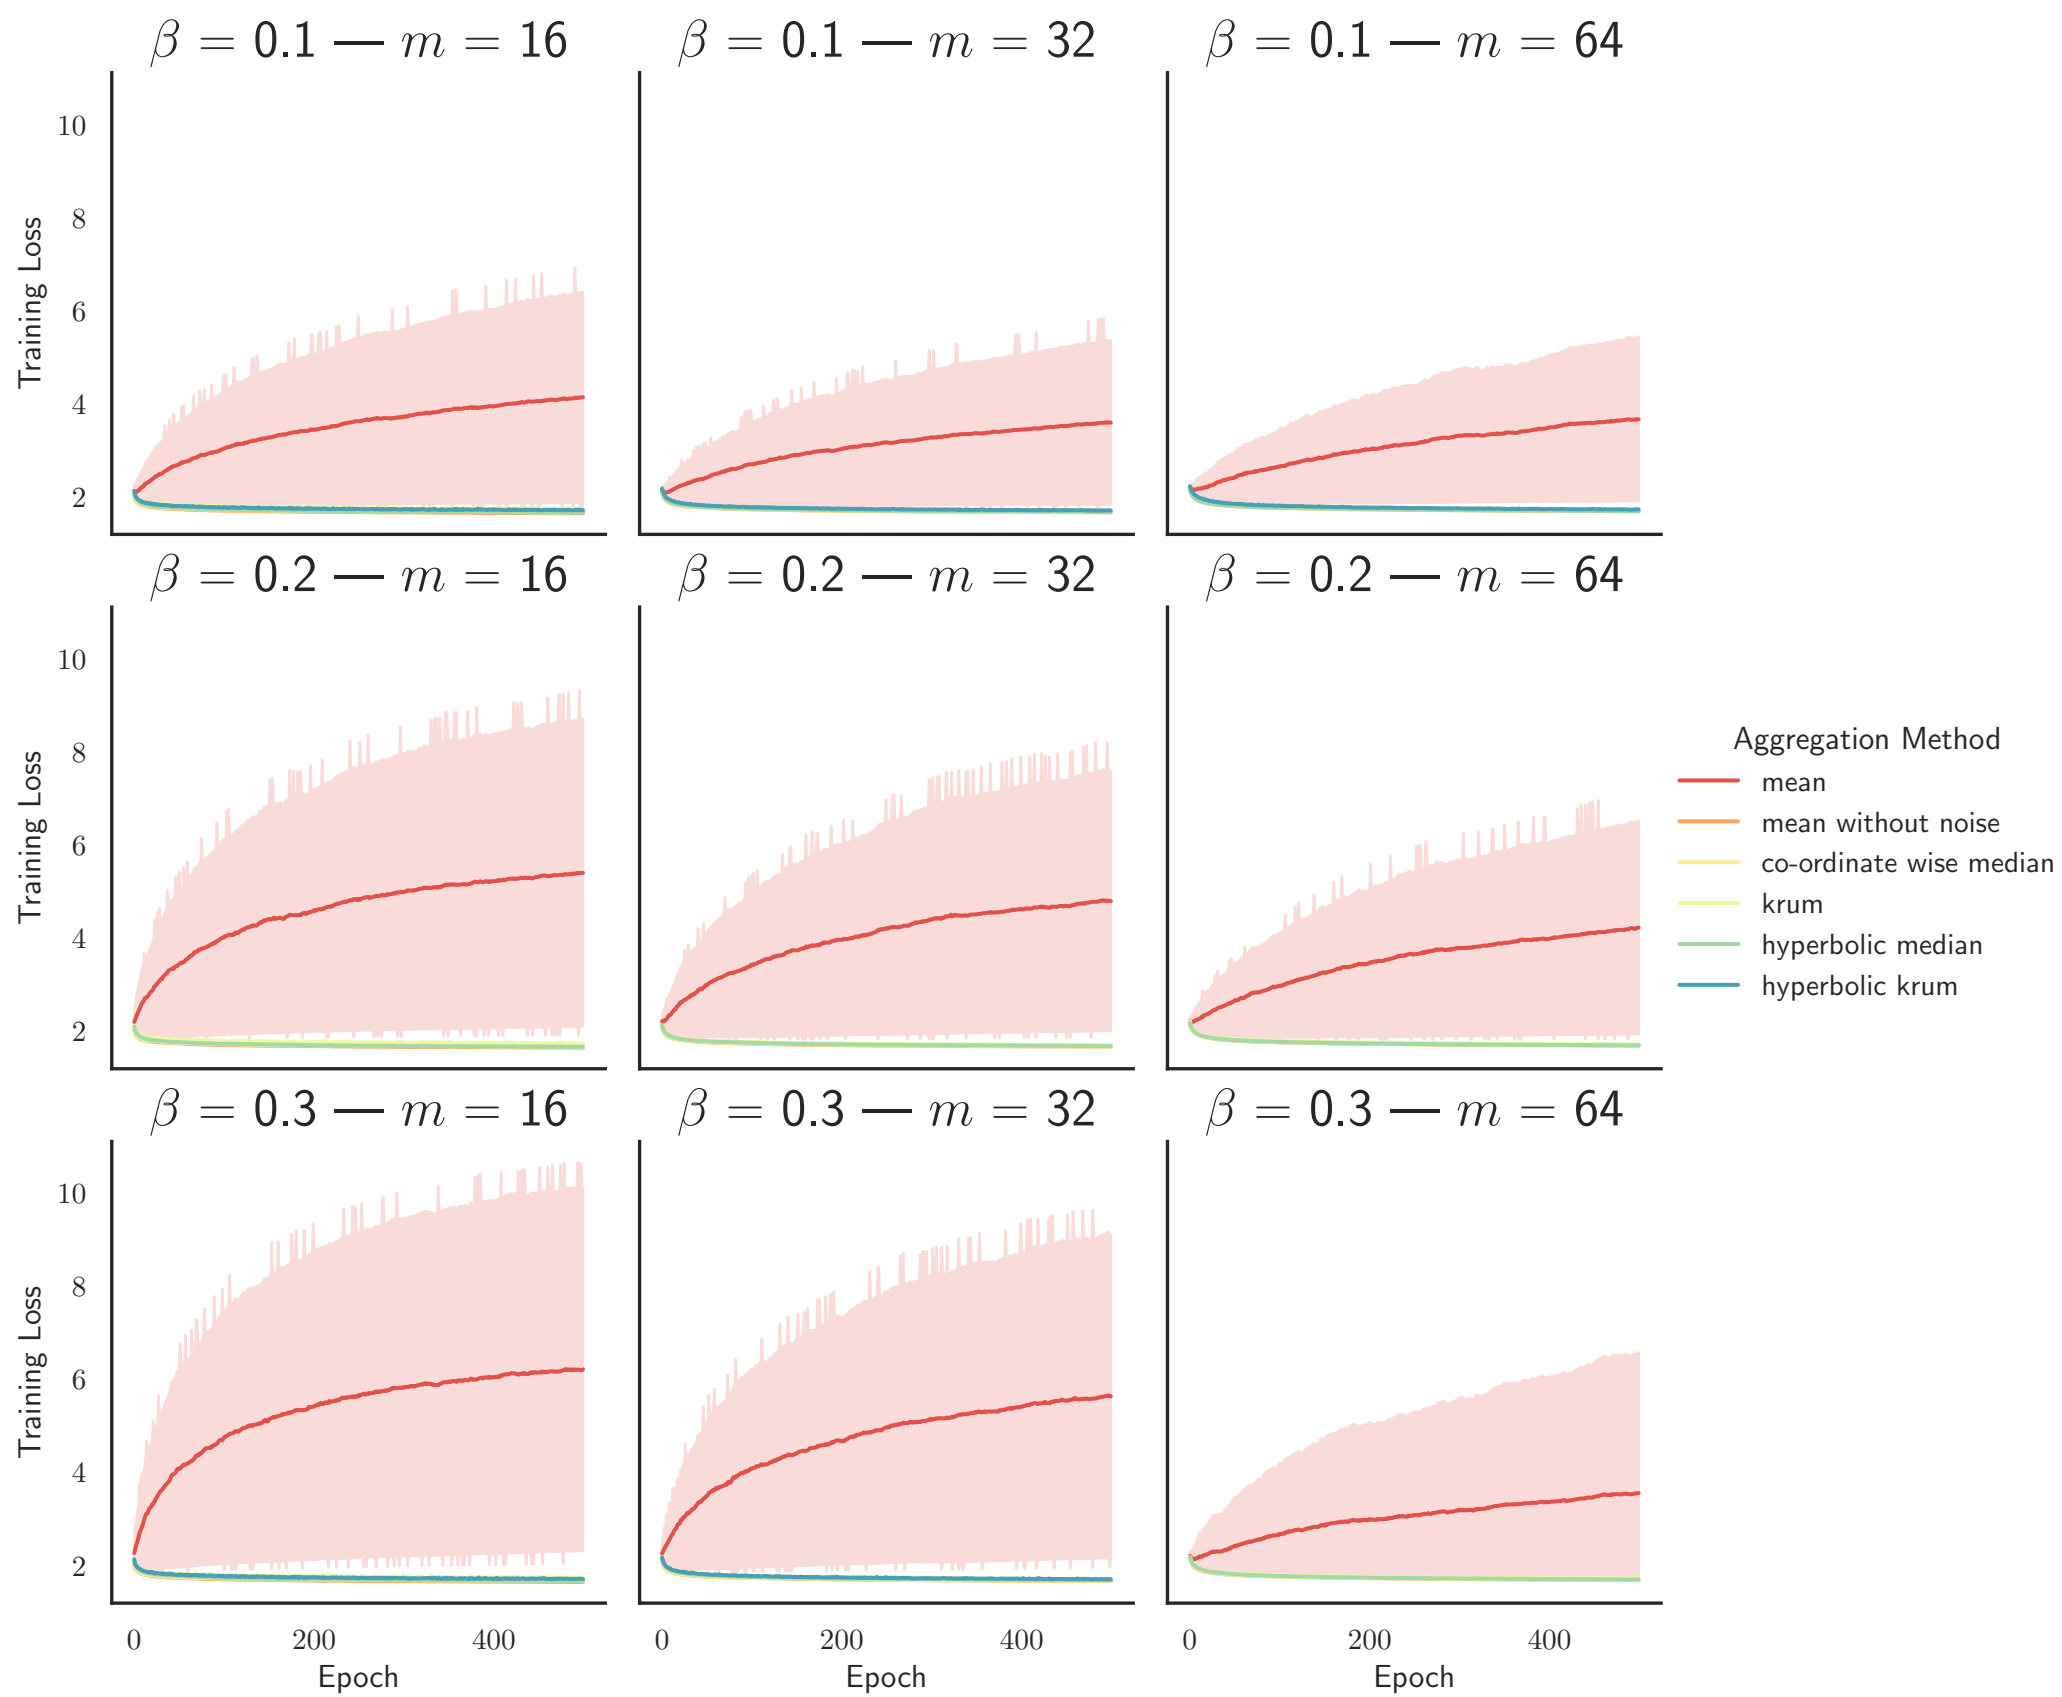 β = 0.1 — m = 16
β = 0.1 — m = 32
β = 0.1 — m = 64
Training Loss
10
8
6
4
2
β = 0.2 — m = 16
β = 0.2 — m = 32
β = 0.2 — m = 64
Training Loss
10
8
6
4
2
Aggregation Method
mean
mean without noise
co-ordinate wise median
krum
hyperbolic median
hyperbolic krum
β = 0.3 — m = 16
β = 0.3 — m = 32
β = 0.3 — m = 64
Training Loss
10
8
6
4
2
0 200 400
0 200 400
0 200 400
Epoch
Epoch
Epoch